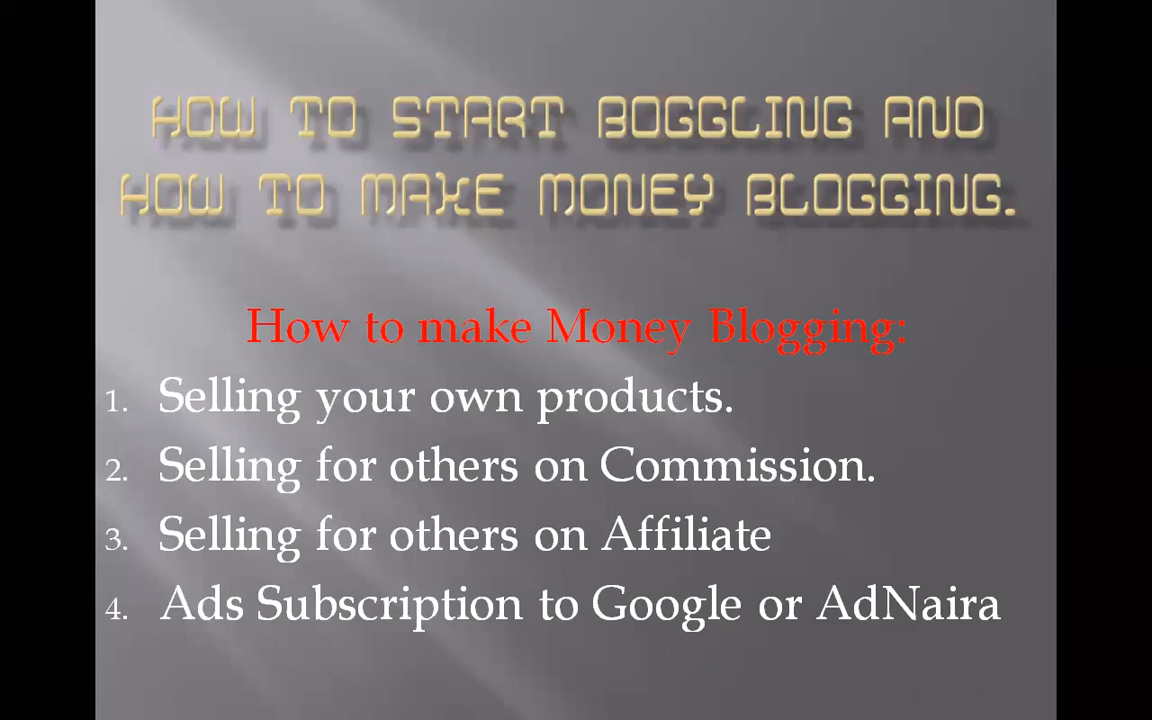 HOW TO START BOGGLING AND
HOW TO MAKE MONEY BLOGGING.
How to make Money Blogging:
1. Selling your own products.
2. Selling for others on Commission.
3. Selling for others on Affiliate
4. Ads Subscription to Google or AdNaira